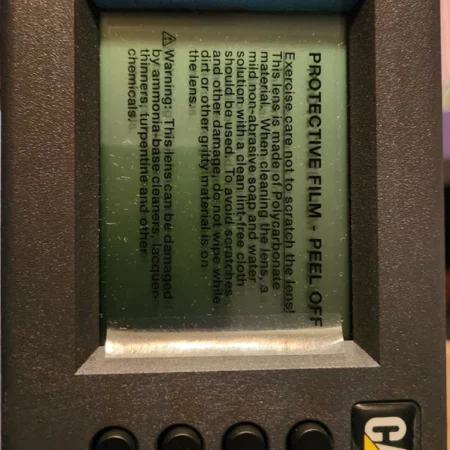 PROTECTIVE FILM - PEEL OFF
Exercise care not to scratch the lens!
This lens is made of Polycarbonate
material. When cleaning the lens, a
mild non-abrasive soap and water
solution with a clean lint-free cloth
should be used. To avoid scratches
and other damage, do not wipe while
dirt or other gritty material is on
the lens.
⚠ Warning: This lens can be damaged
by ammonia-base cleaners, lacquer-
thinners, turpentine and other
chemicals.
CA